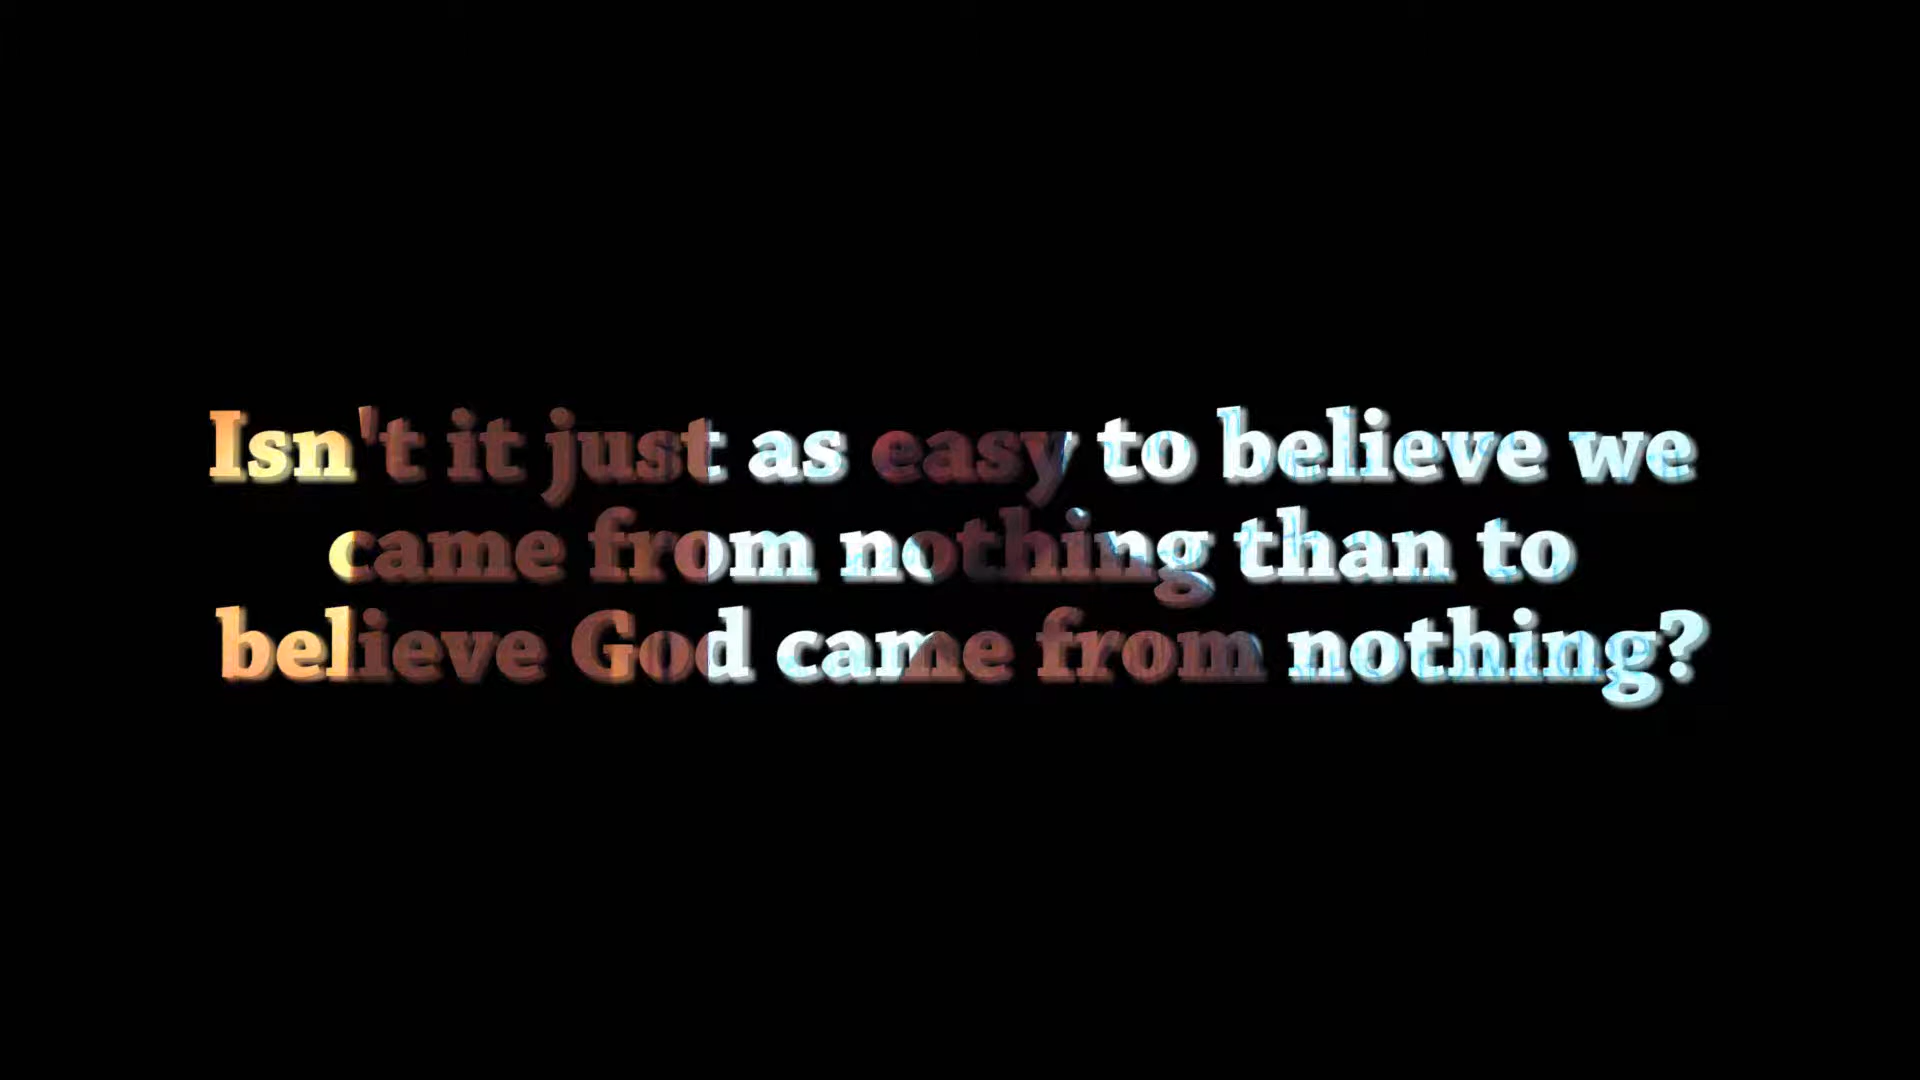 Isn't it just as easy to believe we
came from nothing than to
believe God came from nothing?